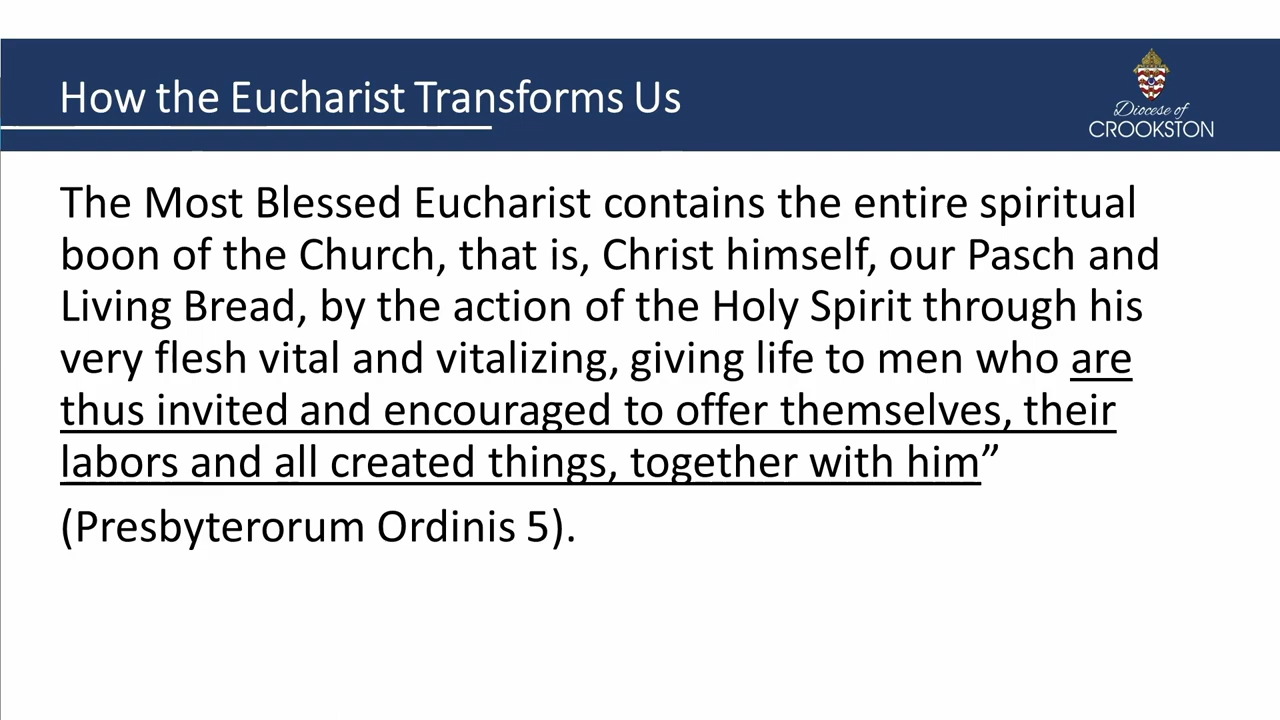 How the Eucharist Transforms Us
Diocese of
CROOKSTON
The Most Blessed Eucharist contains the entire spiritual
boon of the Church, that is, Christ himself, our Pasch and
Living Bread, by the action of the Holy Spirit through his
very flesh vital and vitalizing, giving life to men who are
thus invited and encouraged to offer themselves, their
labors and all created things, together with him”
(Presbyterorum Ordinis 5).